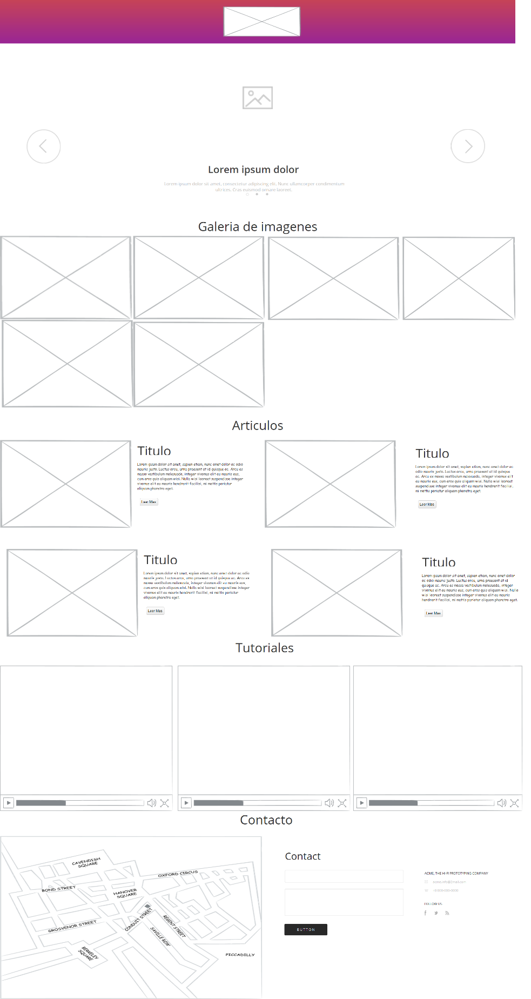 Lorem ipsum dolor
Lorem ipsum dolor sit amet, consectetur adipiscing elit. Nunc ullamcorper condimentum
ultrices. Cras euismod ornare laoreet.
Galeria de imagenes
Articulos
Titulo
Lorem ipsum dolor sit amet, sapien etiam, nunc amet dolor ac odio
mauris justo. Luctus arcu, urna praesent at id quisque ac. Arcu es
massa vestibulum malesuada, integer vivamus elit eu mauris eus,
cum eros quis aliquam wisi. Nulla wisi laoreet suspendisse integer
vivamus elit eu mauris hendrerit facilisi, mi mattis pariatur
aliquam pharetra eget.
Leer Mas
Titulo
Lorem ipsum dolor sit amet, sapien etiam, nunc amet dolor ac
odio mauris justo. Luctus arcu, urna praesent at id quisque
ac. Arcu es massa vestibulum malesuada, integer vivamus elit
eu mauris eus, cum eros quis aliquam wisi. Nulla wisi laoreet
suspendisse integer vivamus elit eu mauris hendrerit facilisi,
mi mattis pariatur aliquam pharetra eget.
Leer Mas
Titulo
Lorem ipsum dolor sit amet, sapien etiam, nunc amet dolor ac odio
mauris justo. Luctus arcu, urna praesent at id quisque ac. Arcu es
massa vestibulum malesuada, integer vivamus elit eu mauris eus,
cum eros quis aliquam wisi. Nulla wisi laoreet suspendisse integer
vivamus elit eu mauris hendrerit facilisi, mi mattis pariatur
aliquam pharetra eget.
Leer Mas
Titulo
Lorem ipsum dolor sit amet, sapien etiam, nunc amet dolor
ac odio mauris justo. Luctus arcu, urna praesent at id
quisque ac. Arcu es massa vestibulum malesuada, integer
vivamus elit eu mauris eus, cum eros quis aliquam wisi. Nulla
wisi laoreet suspendisse integer vivamus elit eu mauris
hendrerit facilisi, mi mattis pariatur aliquam pharetra eget.
Leer Mas
Tutoriales
Contacto
CAVENDISH
SQUARE
OXFORD CIRCUS
BOND STREET
HANOVER
SQUARE
CONDUIT STREET
REGENT STREET
GROSVENOR STREET
SAVILLE ROW
BERKELEY
SQUARE
PICCADILLY
Contact
BUTTON
ACME, THE HI-FI PROTOTYPING COMPANY
acme.info@2mail.com
+0 000-000-0000
FOLLOW US